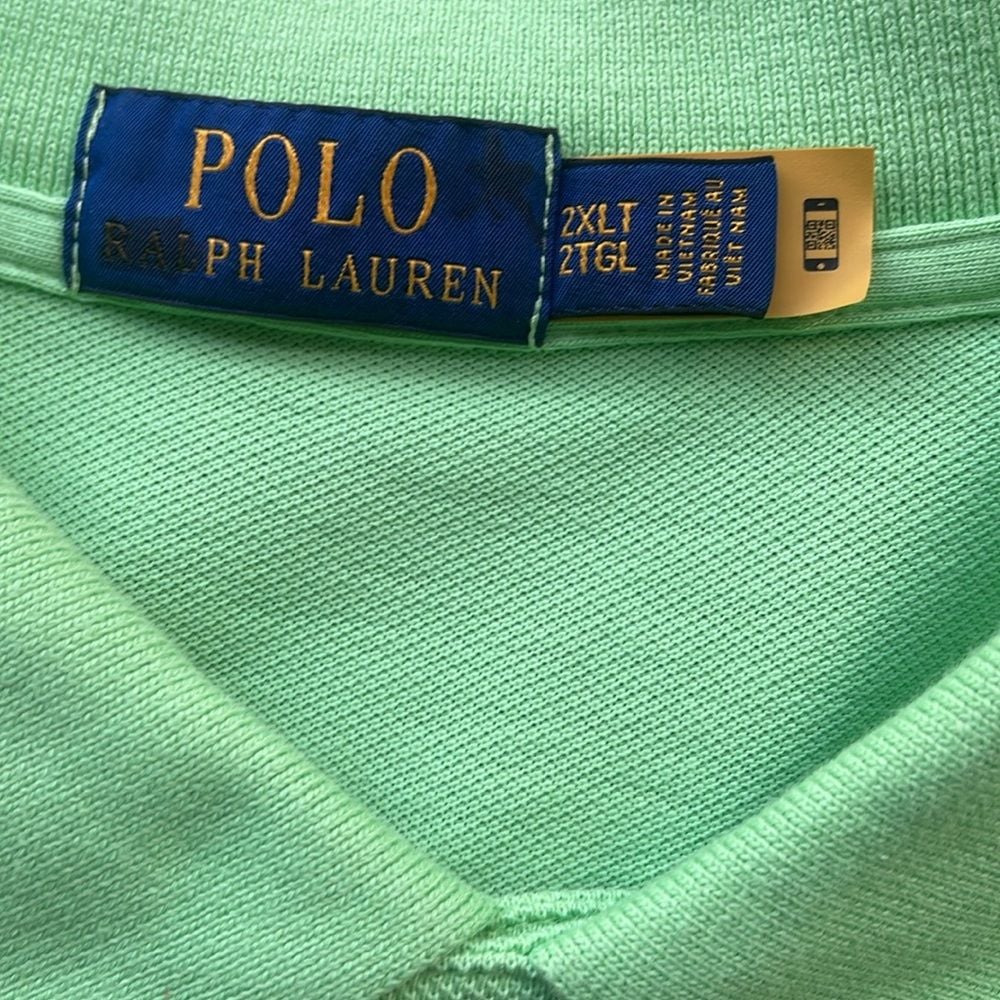 POLO
RALPH LAUREN
2XLT
2TGL
MADE IN
VIETNAM
FABRIQUÉ AU
VIÊT NAM